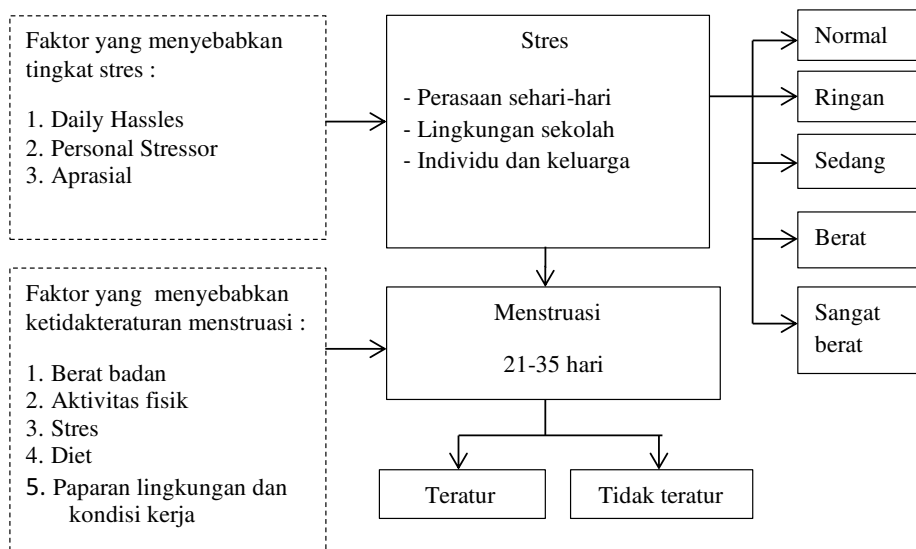 Faktor yang menyebabkan
tingkat stres :
1. Daily Hassles
2. Personal Stressor
3. Aprasial
Stres
- Perasaan sehari-hari
- Lingkungan sekolah
- Individu dan keluarga
Normal
Ringan
Sedang
Berat
Sangat
berat
Faktor yang menyebabkan
ketidakteraturan menstruasi :
1. Berat badan
2. Aktivitas fisik
3. Stres
4. Diet
5. Paparan lingkungan dan
kondisi kerja
Menstruasi
21-35 hari
Teratur
Tidak teratur